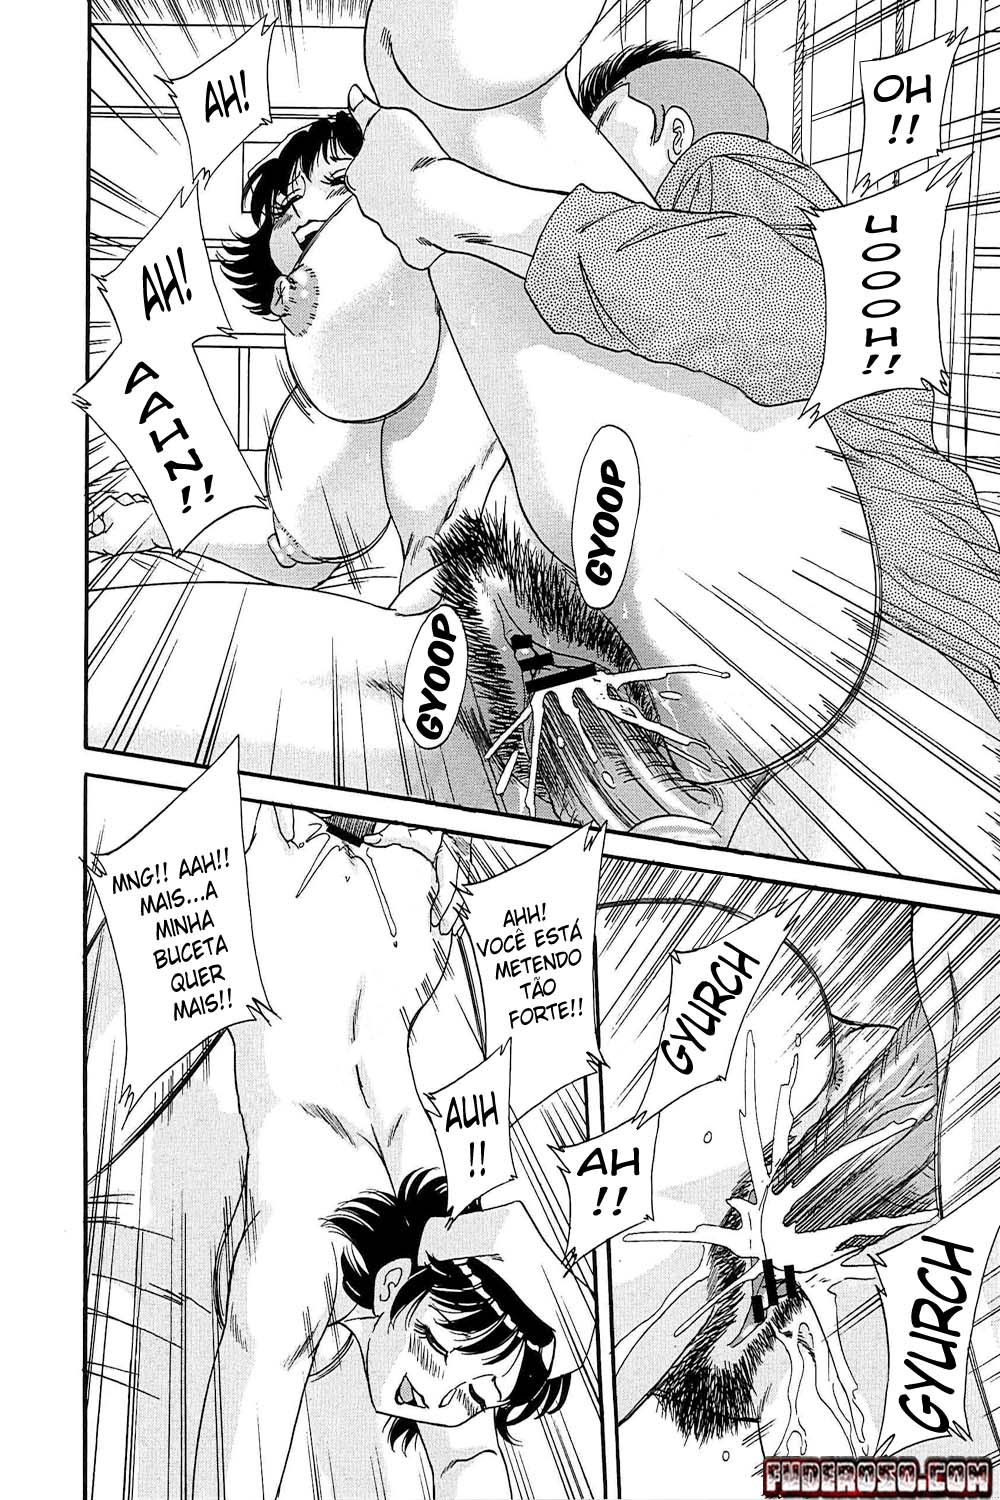 OH
!!
UOOOH!!
AH!
AH!
AAHN!!
GYOOP
GYOOP
GYURCH
AHH!
VOCÊ ESTÁ
METENDO
TÃO
FORTE!!
MNG!! AAH!!
MAIS...A
MINHA
BUCETA
QUER
MAIS!!
AUH
!!
AH
!!
GYURCH
FUDEROSO.COM